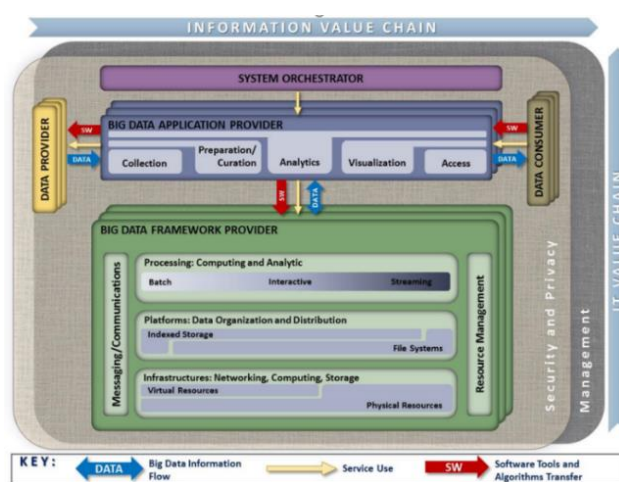 INFORMATION VALUE CHAIN
SYSTEM ORCHESTRATOR
DATA PROVIDER
SW
DATA
BIG DATA APPLICATION PROVIDER
Collection
Preparation/
Curation
Analytics
Visualization
Access
SW
DATA
DATA CONSUMER
SW
DATA
BIG DATA FRAMEWORK PROVIDER
Messaging/Communications
Processing: Computing and Analytic
Batch
Interactive
Streaming
Platforms: Data Organization and Distribution
Indexed Storage
File Systems
Infrastructures: Networking, Computing, Storage
Virtual Resources
Physical Resources
Resource Management
Security and Privacy
Management
IT VALUE CHAIN
KEY:
DATA
Big Data Information
Flow
Service Use
SW
Software Tools and
Algorithms Transfer